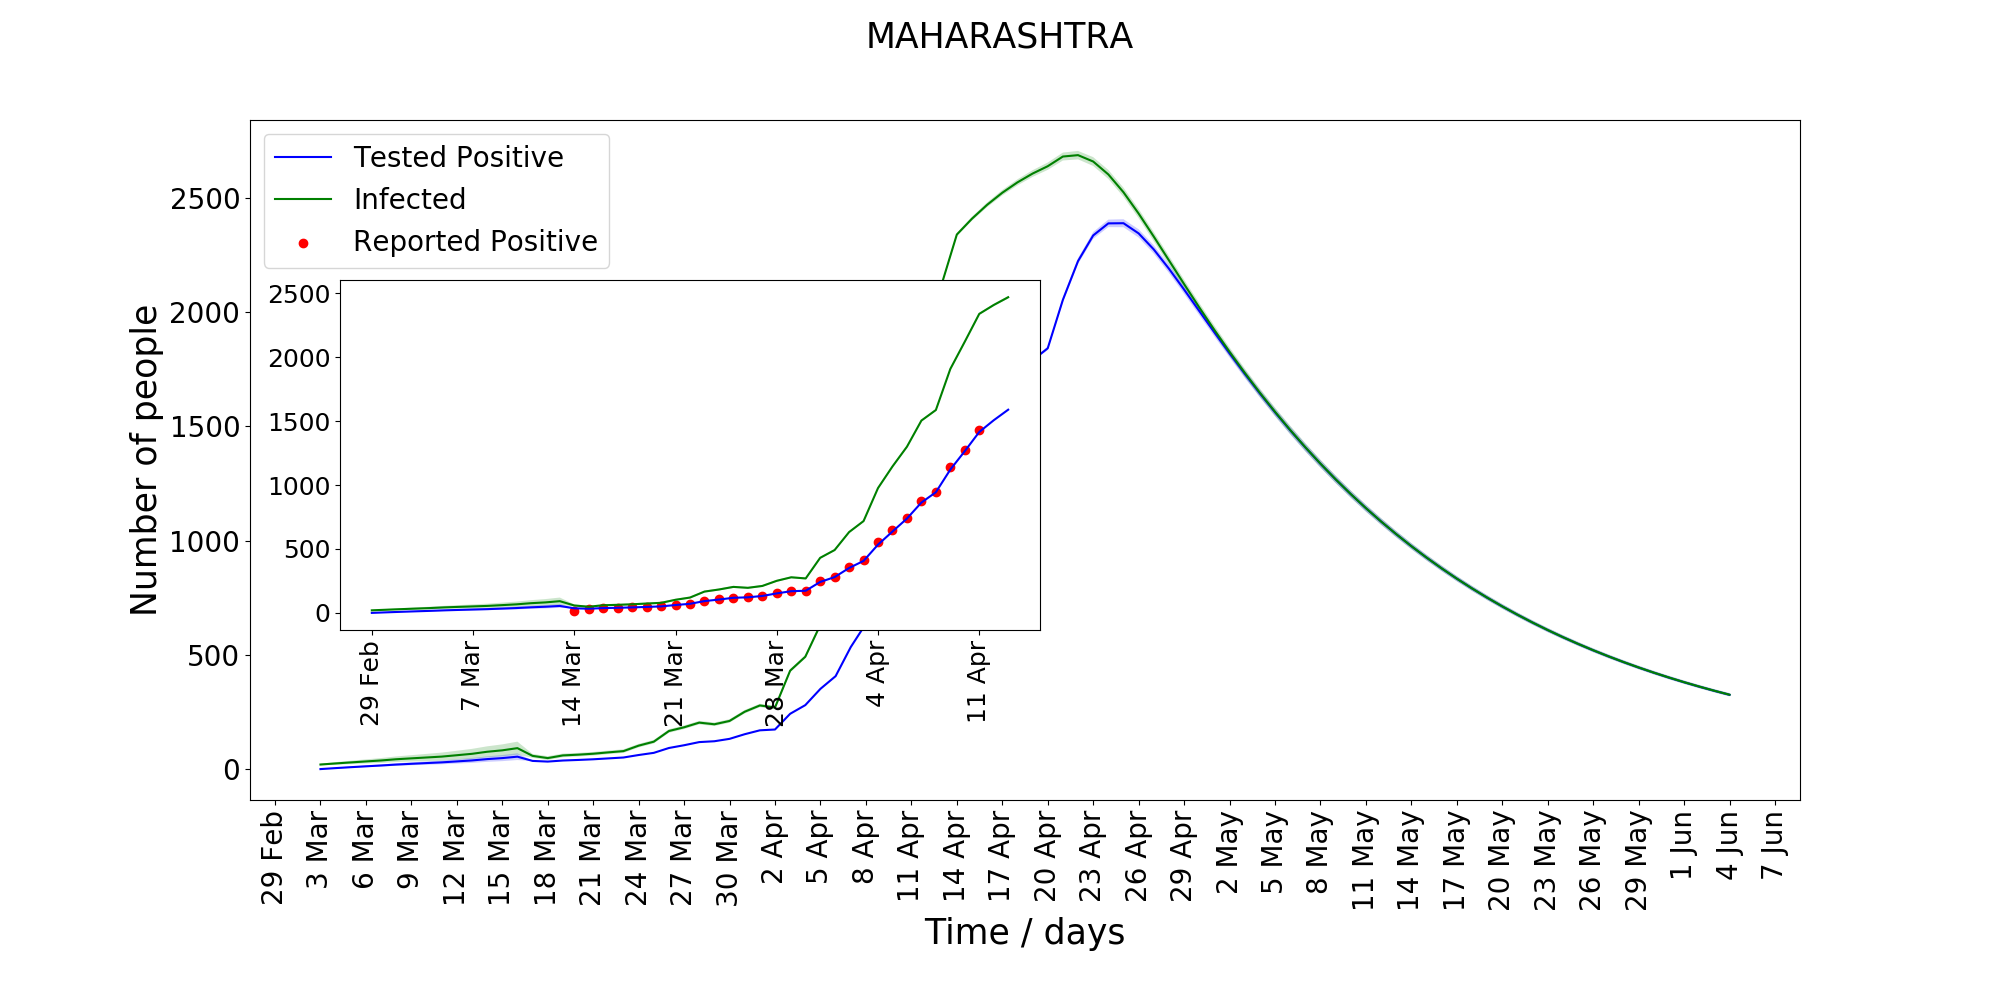 MAHARASHTRA
Tested Positive
Infected
Reported Positive
Number of people
2500
2000
1500
1000
500
0
2500
2000
1500
1000
500
0
29 Feb
7 Mar
14 Mar
21 Mar
28 Mar
4 Apr
11 Apr
29 Feb
3 Mar
6 Mar
9 Mar
12 Mar
15 Mar
18 Mar
21 Mar
24 Mar
27 Mar
30 Mar
2 Apr
5 Apr
8 Apr
11 Apr
14 Apr
17 Apr
20 Apr
23 Apr
26 Apr
29 Apr
2 May
5 May
8 May
11 May
14 May
17 May
20 May
23 May
26 May
29 May
1 Jun
4 Jun
7 Jun
Time / days